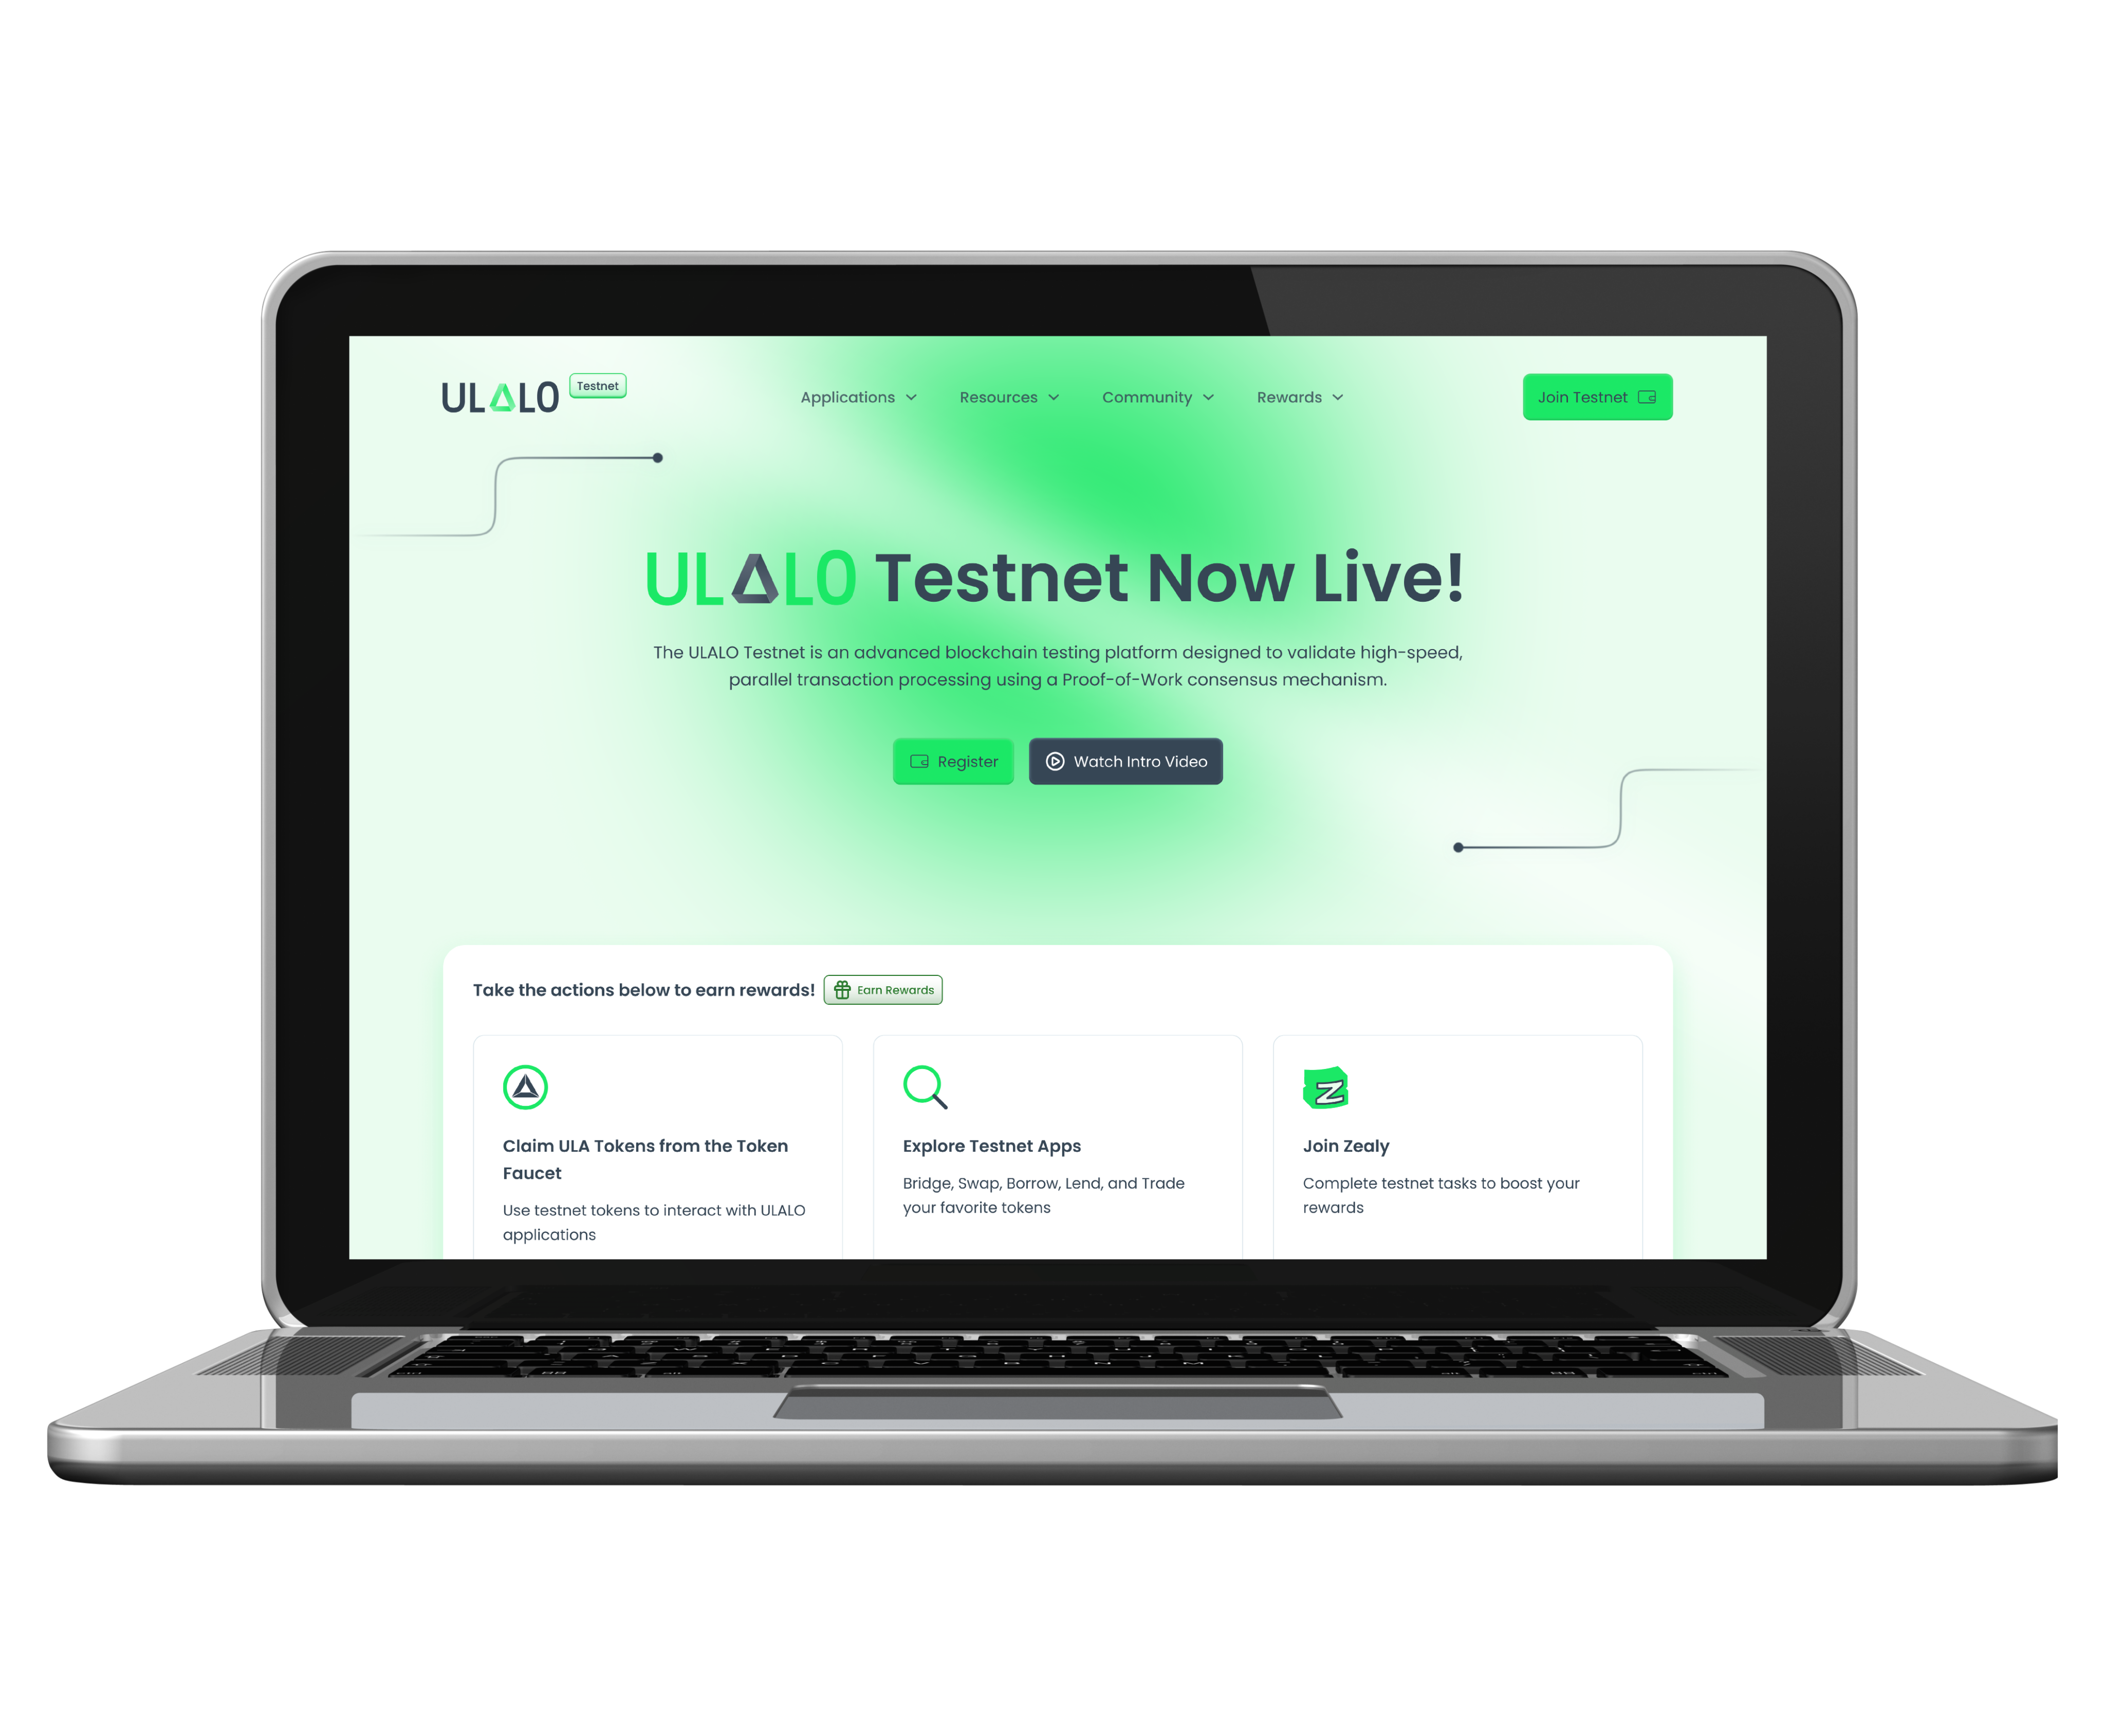 ULALO Testnet
Applications Resources Community Rewards
Join Testnet
ULALO Testnet Now Live!
The ULALO Testnet is an advanced blockchain testing platform designed to validate high-speed,
parallel transaction processing using a Proof-of-Work consensus mechanism.
Register Watch Intro Video
Take the actions below to earn rewards! Earn Rewards
Claim ULA Tokens from the Token
Faucet
Use testnet tokens to interact with ULALO
applications
Explore Testnet Apps
Bridge, Swap, Borrow, Lend, and Trade
your favorite tokens
Join Zealy
Complete testnet tasks to boost your
rewards